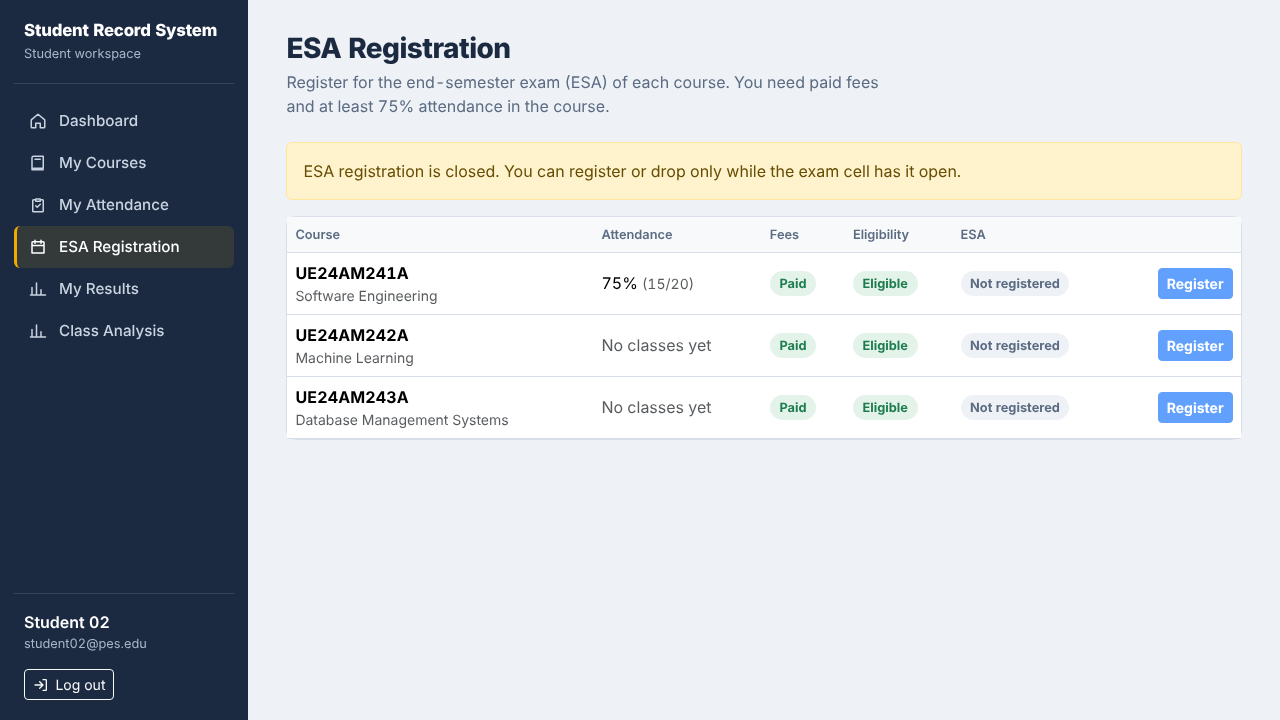 Student Record System
Student workspace
Dashboard
My Courses
My Attendance
ESA Registration
My Results
Class Analysis
Student 02
student02@pes.edu
Log out
ESA Registration
Register for the end-semester exam (ESA) of each course. You need paid fees
and at least 75% attendance in the course.
ESA registration is closed. You can register or drop only while the exam cell has it open.
Course Attendance Fees Eligibility ESA
UE24AM241A
Software Engineering
75% (15/20) Paid Eligible Not registered Register
UE24AM242A
Machine Learning
No classes yet Paid Eligible Not registered Register
UE24AM243A
Database Management Systems
No classes yet Paid Eligible Not registered Register